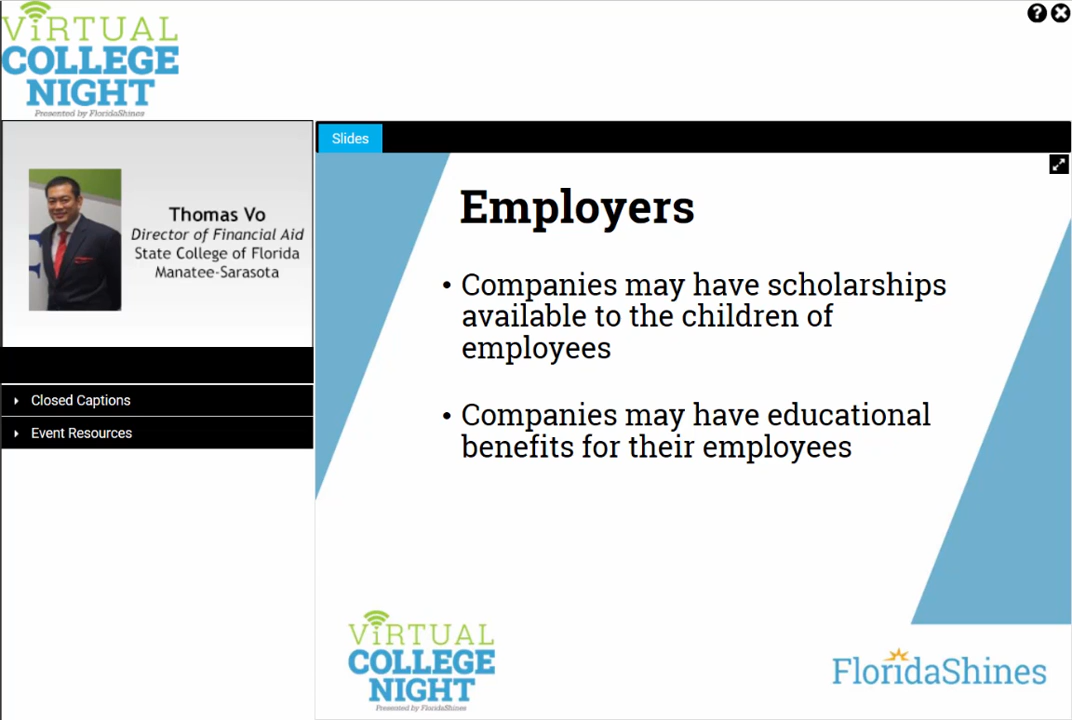 ViRTUAL
COLLEGE
NIGHT
Presented by FloridaShines
Thomas Vo
Director of Financial Aid
State College of Florida
Manatee-Sarasota
Closed Captions
Event Resources
Slides
Employers
• Companies may have scholarships
available to the children of
employees
• Companies may have educational
benefits for their employees
ViRTUAL
COLLEGE
NIGHT
Presented by FloridaShines
FloridaShines